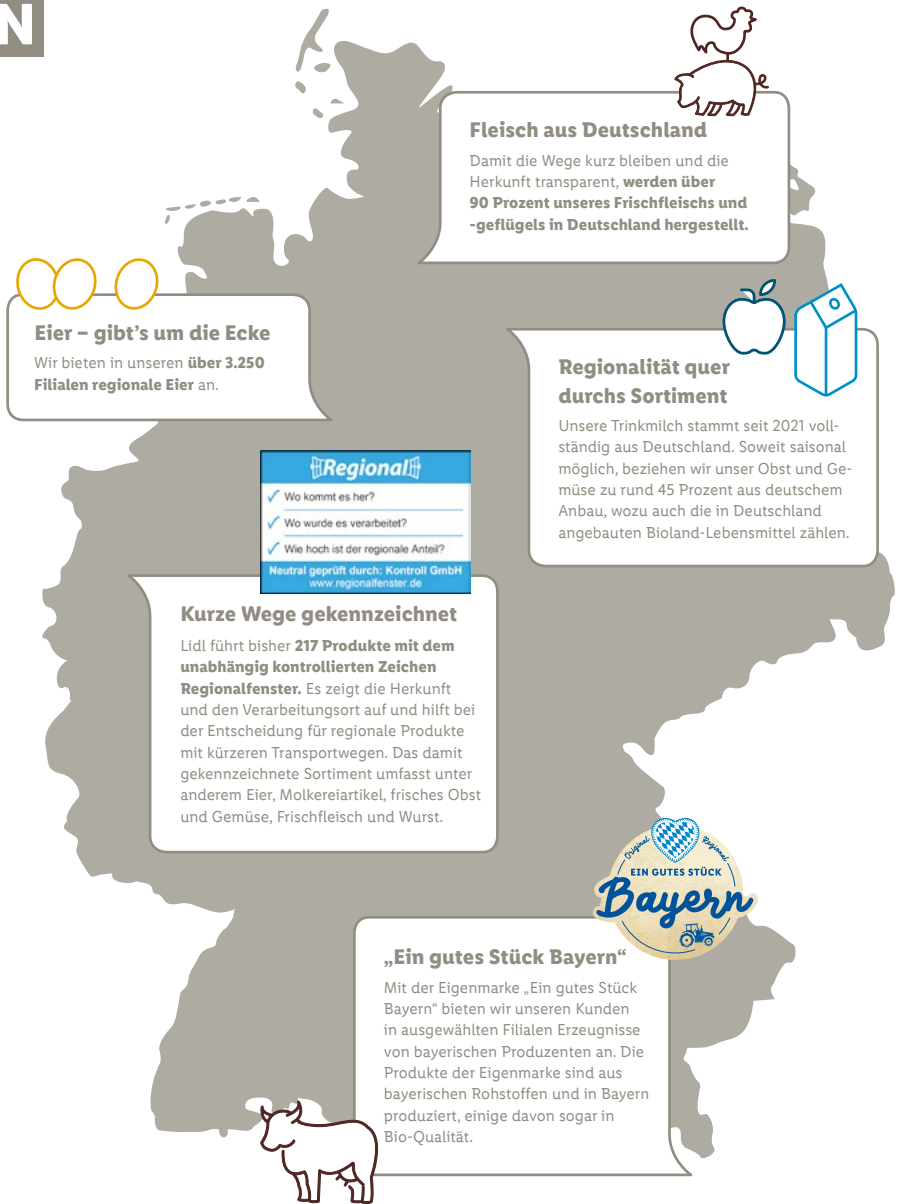 N
Fleisch aus Deutschland
Damit die Wege kurz bleiben und die
Herkunft transparent, werden über
90 Prozent unseres Frischfleischs und
-geflügels in Deutschland hergestellt.
Eier – gibt's um die Ecke
Wir bieten in unseren über 3.250
Filialen regionale Eier an.
Regionalität quer
durchs Sortiment
Unsere Trinkmilch stammt seit 2021 voll-
ständig aus Deutschland. Soweit saisonal
möglich, beziehen wir unser Obst und Ge-
müse zu rund 45 Prozent aus deutschem
Anbau, wozu auch die in Deutschland
angebauten Bioland-Lebensmittel zählen.
Regional
Wo kommt es her?
Wo wurde es verarbeitet?
Wie hoch ist der regionale Anteil?
Neutral geprüft durch: Kontroll GmbH
www.regionalfenster.de
Kurze Wege gekennzeichnet
Lidl führt bisher 217 Produkte mit dem
unabhängig kontrollierten Zeichen
Regionalfenster. Es zeigt die Herkunft
und den Verarbeitungsort auf und hilft bei
der Entscheidung für regionale Produkte
mit kürzeren Transportwegen. Das damit
gekennzeichnete Sortiment umfasst unter
anderem Eier, Molkereiartikel, frisches Obst
und Gemüse, Frischfleisch und Wurst.
Original Regional
EIN GUTES STÜCK
Bayern
„Ein gutes Stück Bayern“
Mit der Eigenmarke „Ein gutes Stück
Bayern“ bieten wir unseren Kunden
in ausgewählten Filialen Erzeugnisse
von bayerischen Produzenten an. Die
Produkte der Eigenmarke sind aus
bayerischen Rohstoffen und in Bayern
produziert, einige davon sogar in
Bio-Qualität.